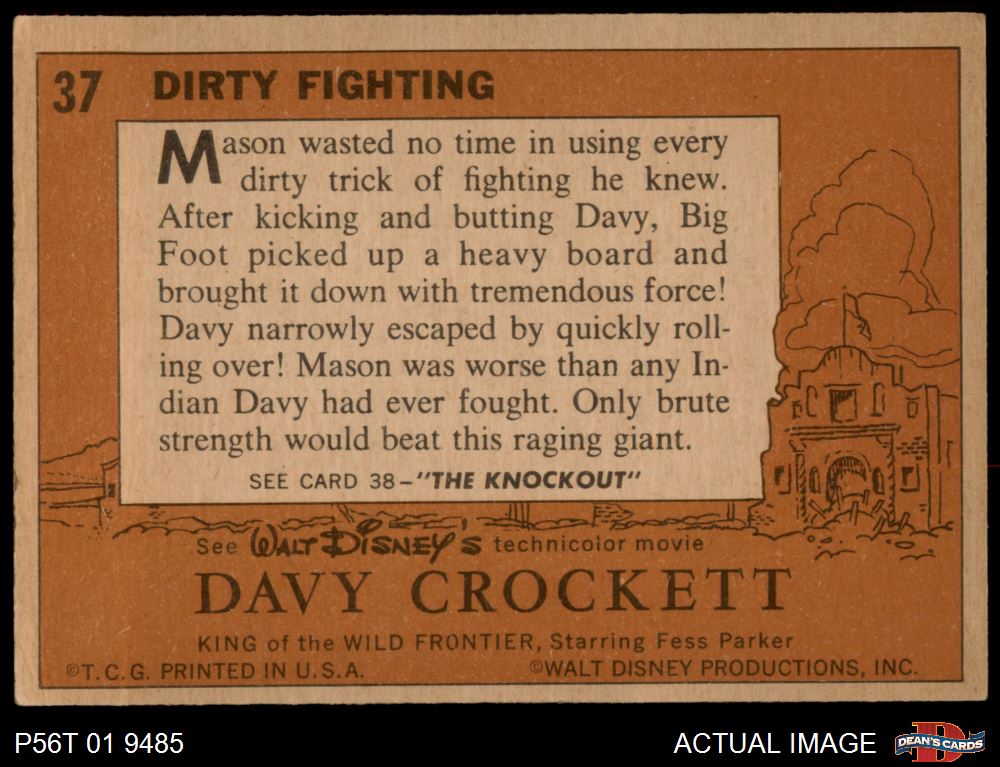 37 DIRTY FIGHTING
Mason wasted no time in using every
dirty trick of fighting he knew.
After kicking and butting Davy, Big
Foot picked up a heavy board and
brought it down with tremendous force!
Davy narrowly escaped by quickly roll-
ing over! Mason was worse than any In-
dian Davy had ever fought. Only brute
strength would beat this raging giant.
SEE CARD 38–"THE KNOCKOUT"
See WALT DISNEY'S technicolor movie
DAVY CROCKETT
KING of the WILD FRONTIER, Starring Fess Parker
©T.C.G. PRINTED IN U.S.A. ©WALT DISNEY PRODUCTIONS, INC.
P56T 01 9485 ACTUAL IMAGE D DEAN'S CARDS